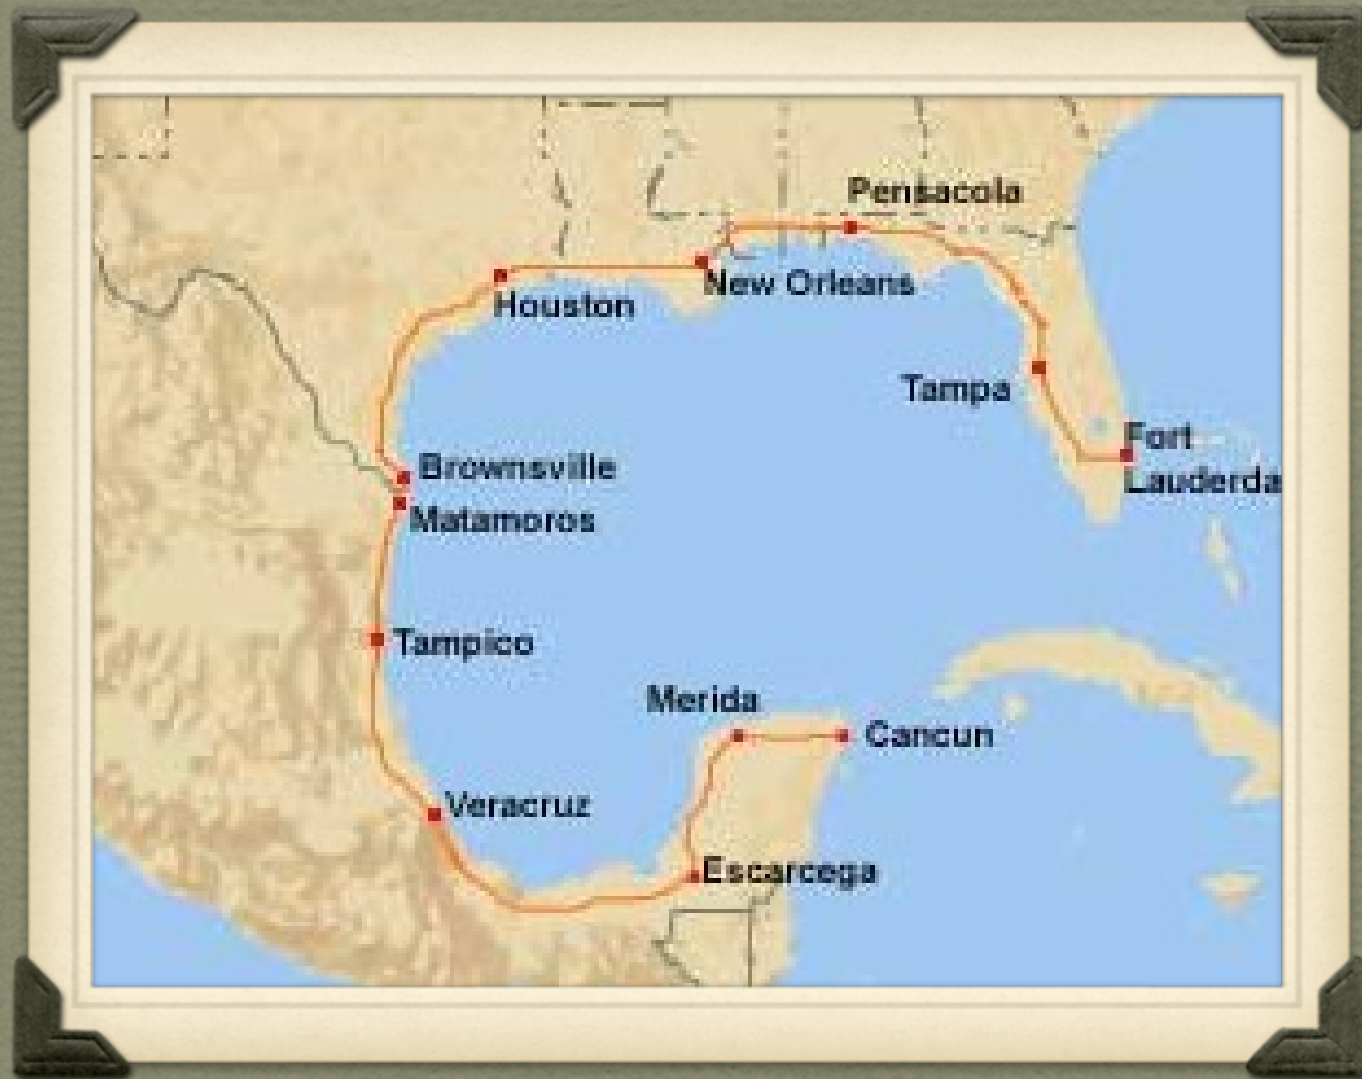 Pensacola
New Orleans
Houston
Tampa
Fort
Lauderda
Brownsville
Matamoros
Tampico
Merida
Cancun
Veracruz
Escarcega